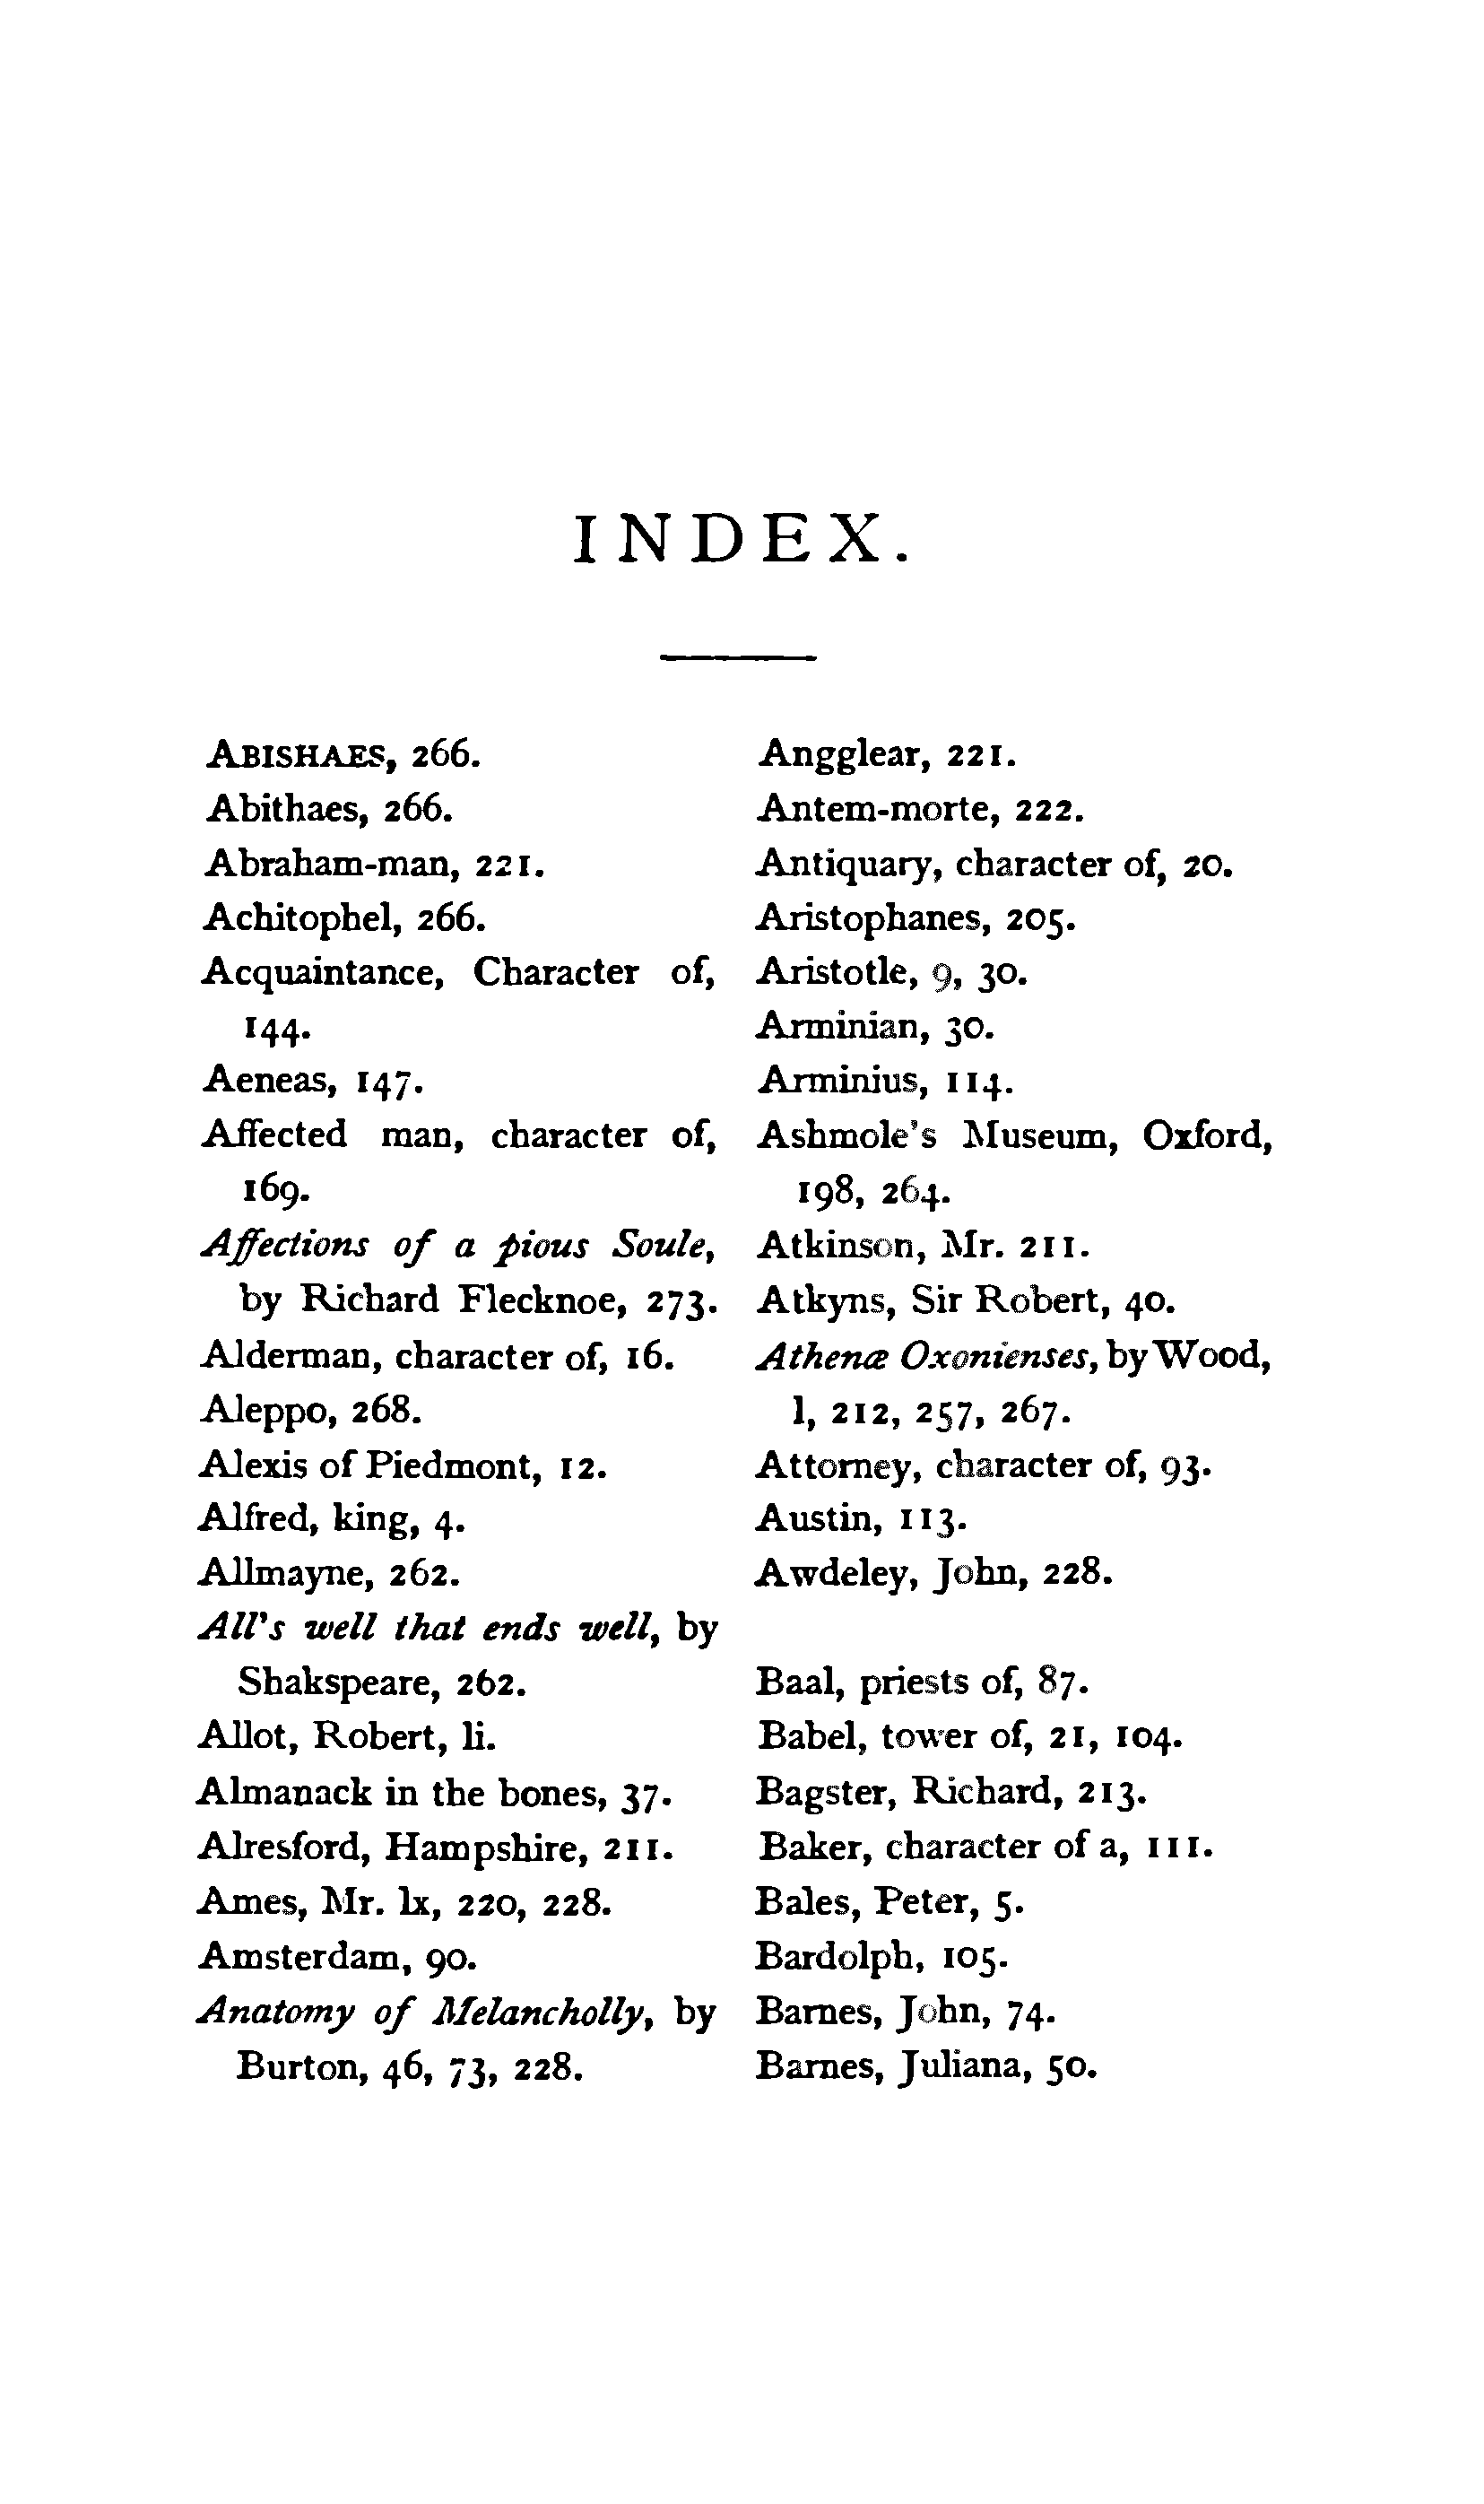 INDEX.
ABISHAES, 266.
Abithaes, 266.
Abraham-man, 221.
Achitophel, 266.
Acquaintance, Character of,
144.
Aeneas, 147.
Affected man, character of,
169.
Affections of a pious Soule,
by Richard Flecknoe, 273.
Alderman, character of, 16.
Aleppo, 268.
Alexis of Piedmont, 12.
Alfred, king, 4.
Allmayne, 262.
All's well that ends well, by
Shakspeare, 262.
Allot, Robert, li.
Almanack in the bones, 37.
Alresford, Hampshire, 211.
Ames, Mr. lx, 220, 228.
Amsterdam, 90.
Anatomy of Melancholly, by
Burton, 46, 73, 228.
Angglear, 221.
Antem-morte, 222.
Antiquary, character of, 20.
Aristophanes, 205.
Aristotle, 9, 30.
Arminian, 30.
Arminius, 114.
Ashmole's Museum, Oxford,
198, 264.
Atkinson, Mr. 211.
Atkyns, Sir Robert, 40.
Athenæ Oxonienses, by Wood,
l, 212, 257, 267.
Attorney, character of, 93.
Austin, 113.
Awdeley, John, 228.
Baal, priests of, 87.
Babel, tower of, 21, 104.
Bagster, Richard, 213.
Baker, character of a, 111.
Bales, Peter, 5.
Bardolph, 105.
Barnes, John, 74.
Barnes, Juliana, 50.